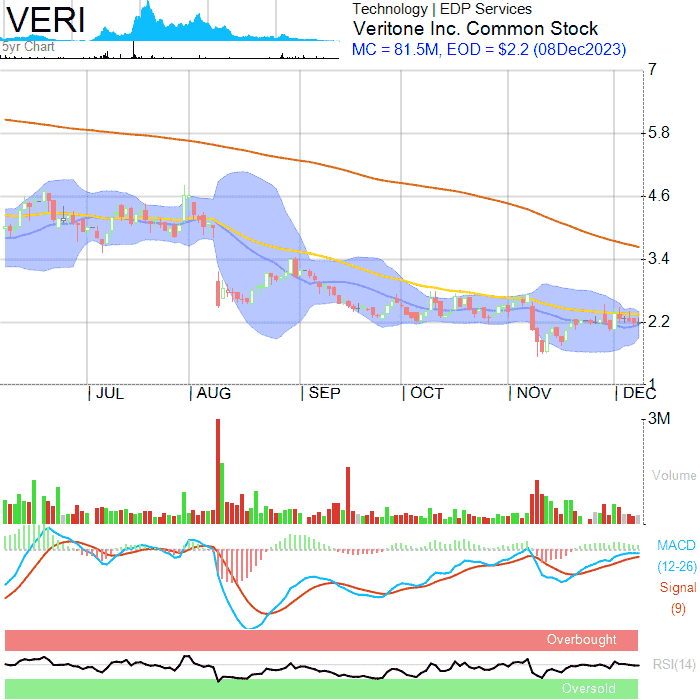 VERI
5yr Chart
Technology | EDP Services
Veritone Inc. Common Stock
MC = 81.5M, EOD = $2.2 (08Dec2023)
7
5.8
4.6
3.4
2.2
1
| JUL | AUG | SEP | OCT | NOV | DEC
3M
Volume
MACD
(12-26)
Signal
(9)
Overbought
RSI(14)
Oversold